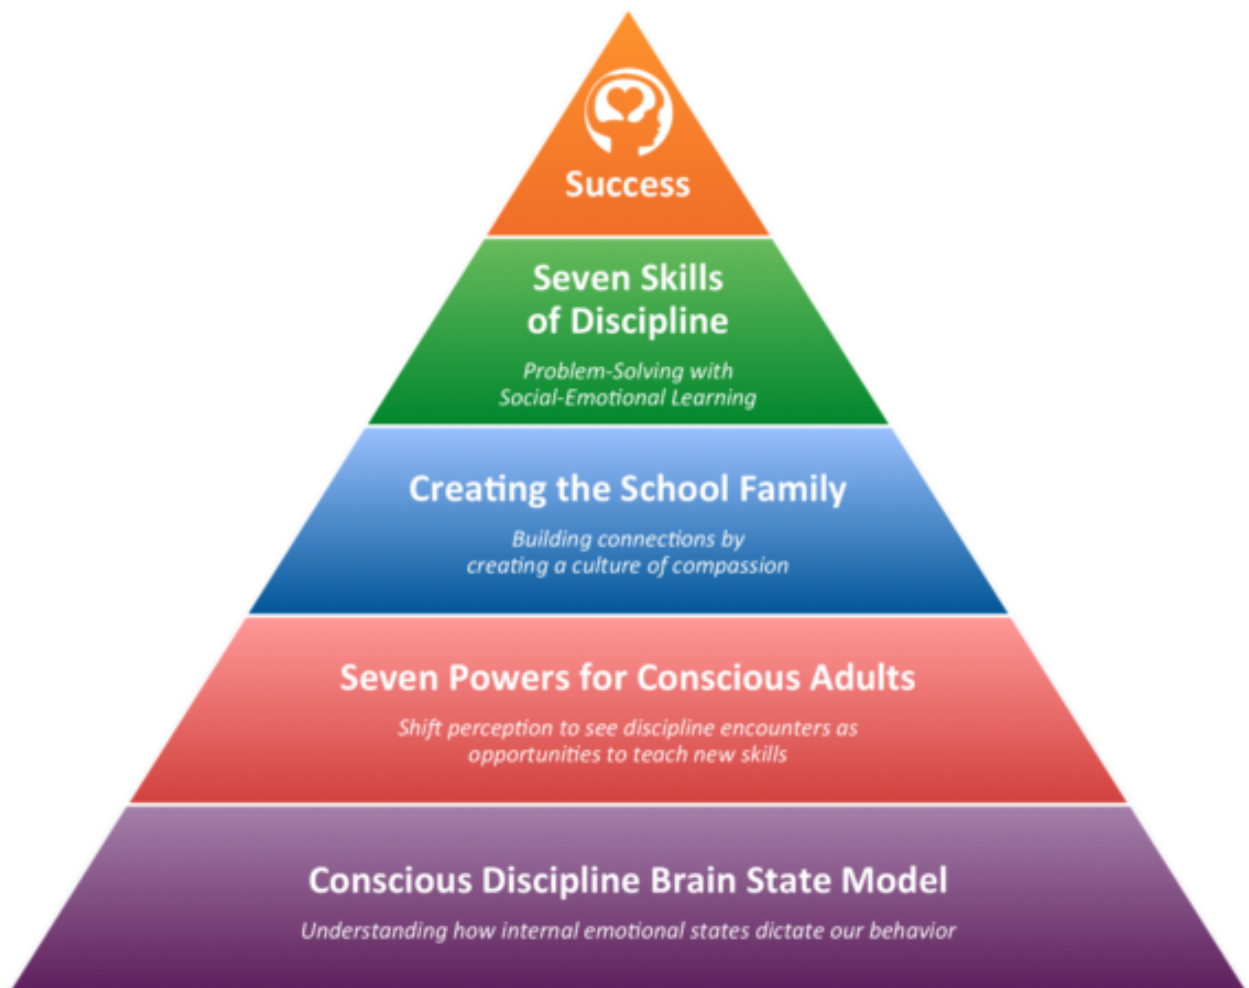 Success
Seven Skills
of Discipline
Problem-Solving with
Social-Emotional Learning
Creating the School Family
Building connections by
creating a culture of compassion
Seven Powers for Conscious Adults
Shift perception to see discipline encounters as
opportunities to teach new skills
Conscious Discipline Brain State Model
Understanding how internal emotional states dictate our behavior